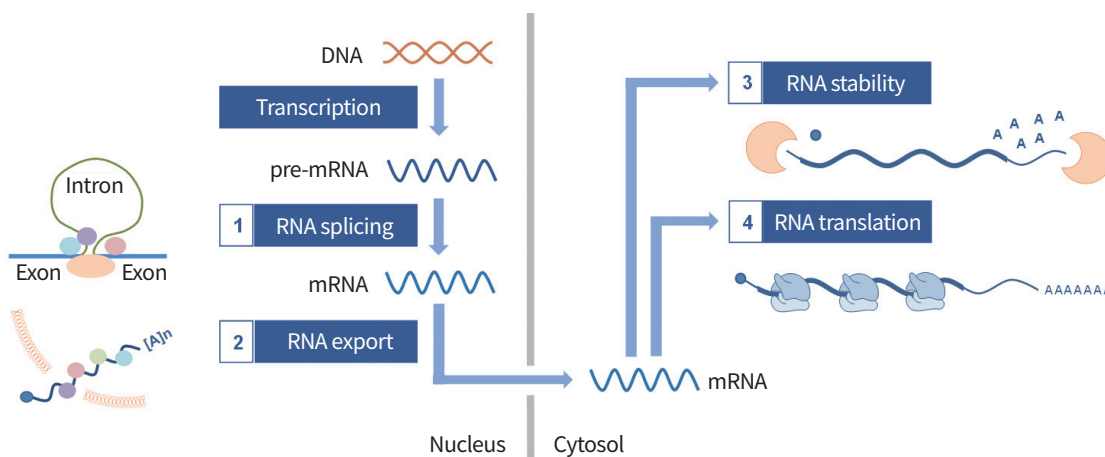 DNA
Transcription
pre-mRNA
1 RNA splicing
mRNA
2 RNA export
Intron
Exon Exon
[A]n
Nucleus Cytosol
mRNA
3 RNA stability
A A A A
A A
4 RNA translation
AAAAAAA